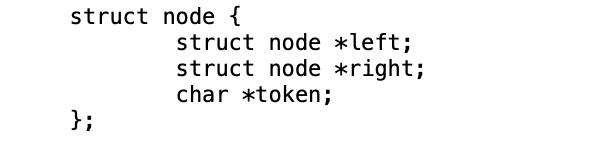 struct node {
        struct node *left;
        struct node *right;
        char *token;
};